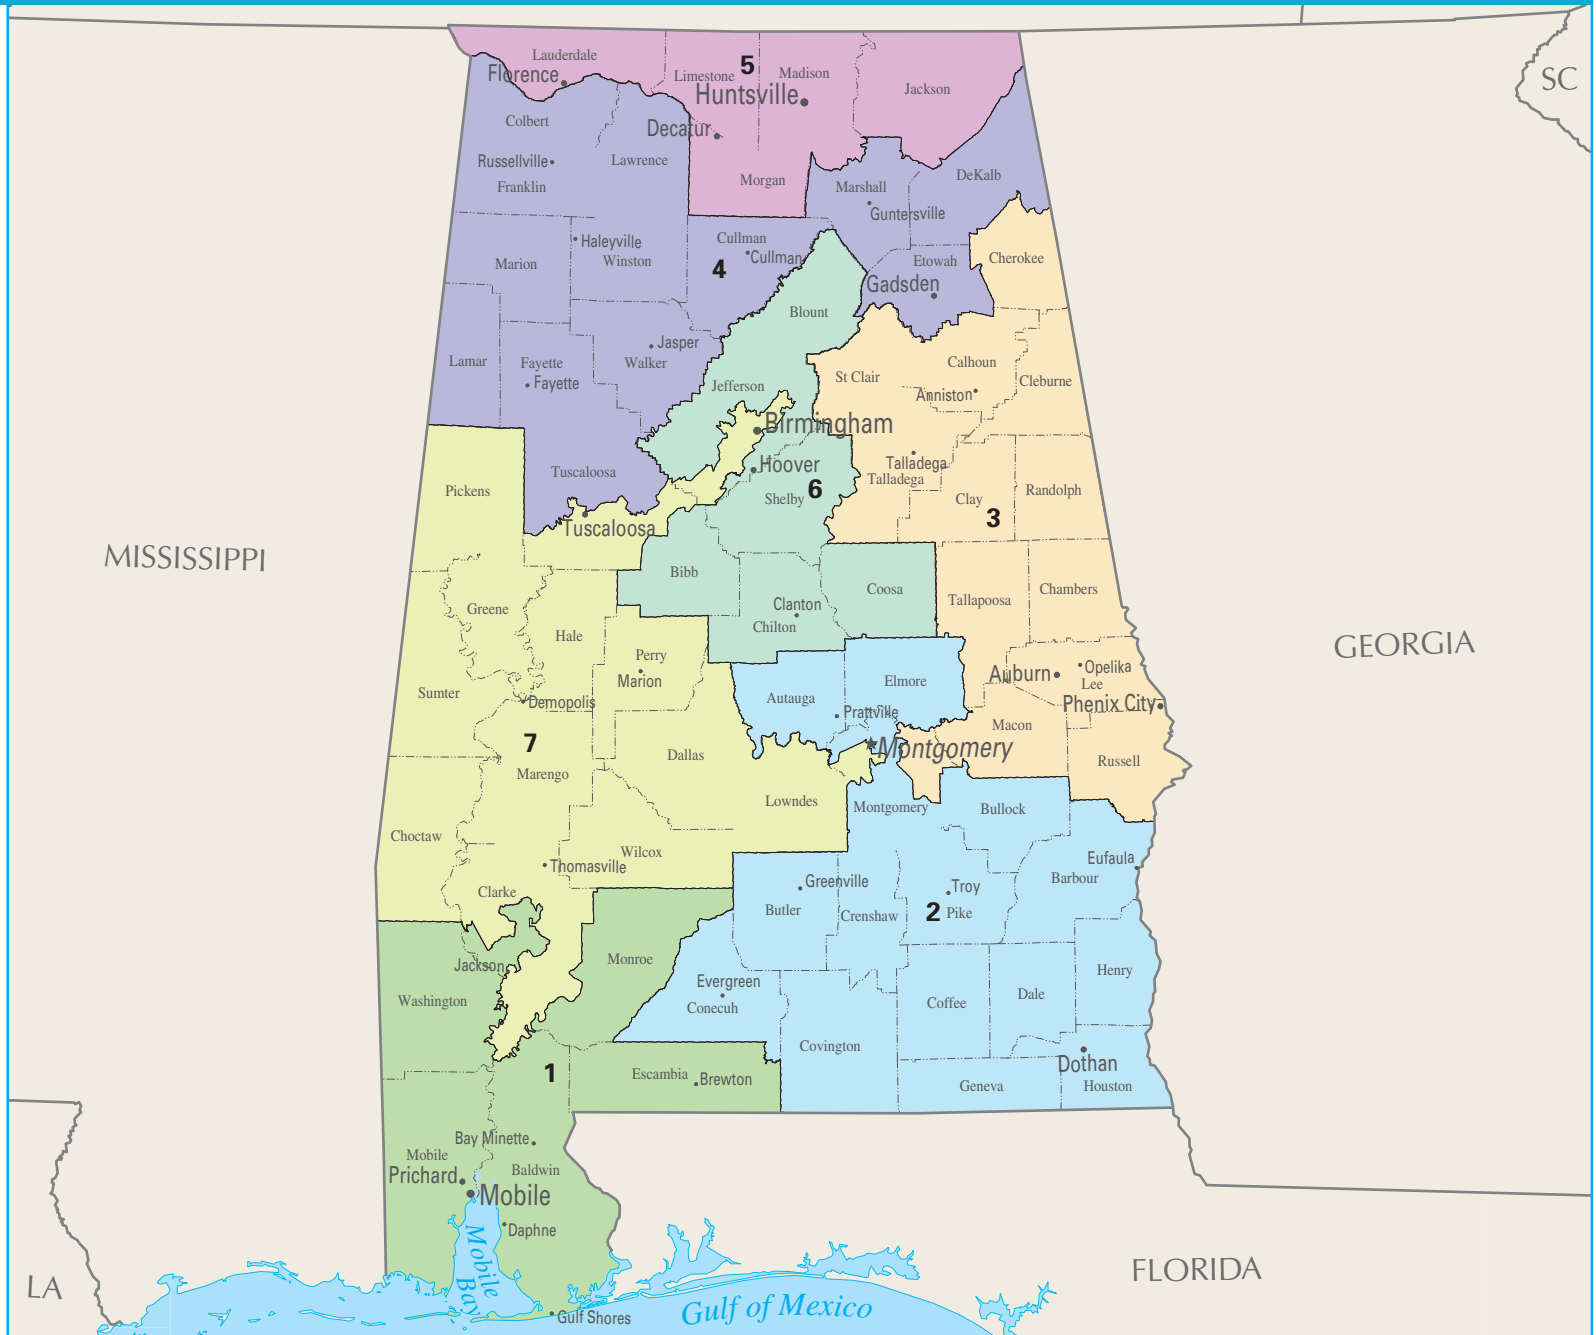 Lauderdale
5
SC
Florence
Limestone
Madison
Huntsville
Jackson
Colbert
Decatur
Russellville
Lawrence
Franklin
Morgan
Marshall
DeKalb
Guntersville
Haleyville
Cullman
Cullman
Marion
Winston
4
Etowah
Cherokee
Gadsden
Blount
Jasper
Lamar
Fayette
Walker
Fayette
St Clair
Calhoun
Jefferson
Anniston
Cleburne
Birmingham
Talladega
Hoover
Tuscaloosa
Talladega
Pickens
Shelby
6
Clay
Randolph
3
Tuscaloosa
MISSISSIPPI
Bibb
Coosa
Chambers
Tallapoosa
Greene
Clanton
Chilton
Hale
GEORGIA
Perry
Marion
Auburn
Opelika
Lee
Sumter
Elmore
Autauga
Demopolis
Phenix City
Prattville
Macon
7
Montgomery
Dallas
Russell
Marengo
Lowndes
Montgomery
Bullock
Choctaw
Wilcox
Eufaula
Thomasville
Greenville
Troy
Barbour
Clarke
Butler
Crenshaw
2
Pike
Jackson
Monroe
Henry
Washington
Evergreen
Conecuh
Coffee
Dale
Covington
Dothan
1
Escambia
Brewton
Geneva
Houston
Bay Minette
Mobile
Baldwin
Prichard
Mobile
Daphne
Mobile
Bay
FLORIDA
LA
Gulf of Mexico
Gulf Shores